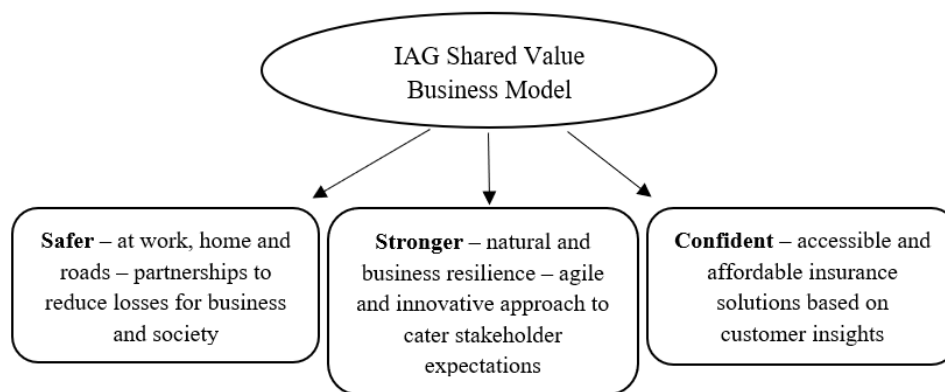 IAG Shared Value
Business Model
Safer – at work, home and
roads – partnerships to
reduce losses for business
and society
Stronger – natural and
business resilience – agile
and innovative approach to
cater stakeholder
expectations
Confident – accessible and
affordable insurance
solutions based on
customer insights